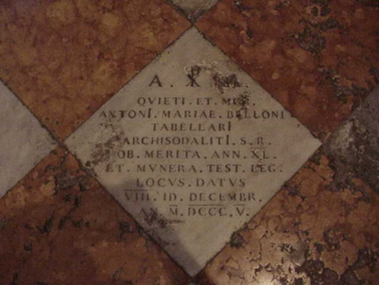 QVIETI. ET. MEM.
ANTONI. MARIAE. BELLONI
TABELLARI
ARCHISODALITI. S. R.
OB. MERITA. ANN. XL.
ET. MVNERA. TEST. LEG.
LOCVS. DATVS
VIII. ID. DECEMBR.
M. DCCC. V.